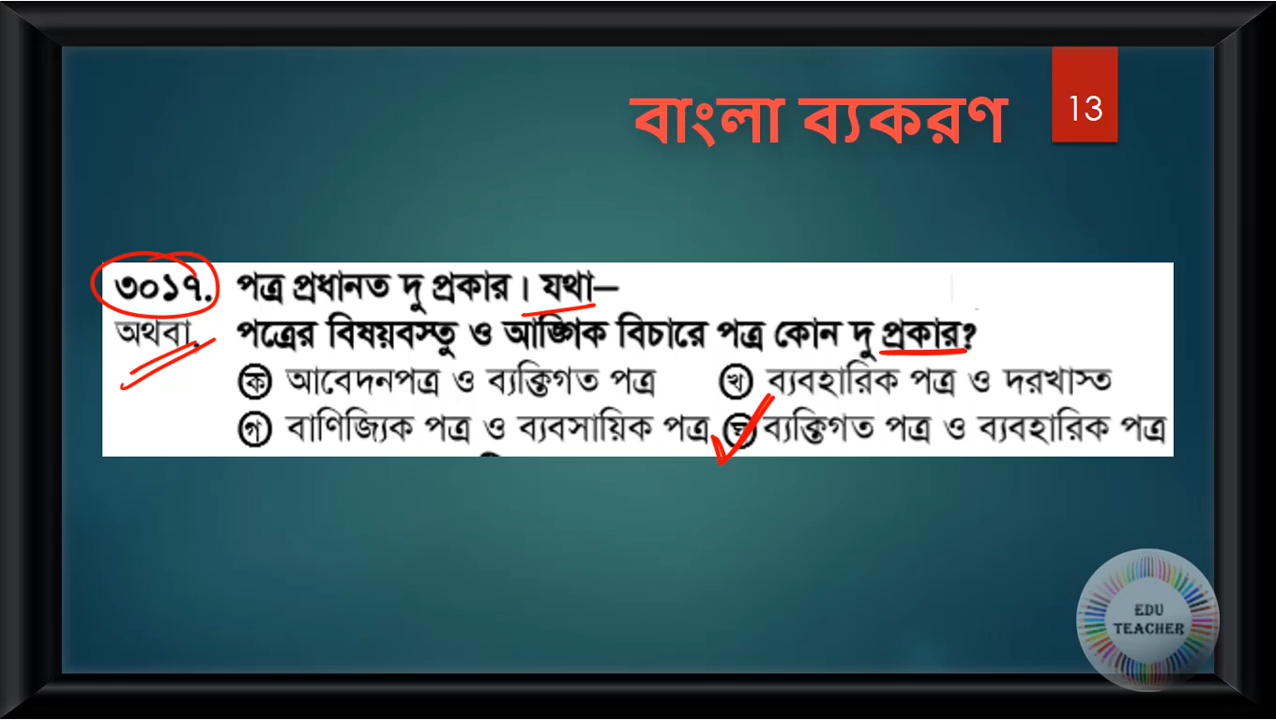 বাংলা ব্যকরণ
13
৩০১৭. পত্র প্রধানত দু প্রকার। যথা—
অথবা, পত্রের বিষয়বস্তু ও আঙ্গিক বিচারে পত্র কোন দু প্রকার?
ক আবেদনপত্র ও ব্যক্তিগত পত্র খ ব্যবহারিক পত্র ও দরখাস্ত
গ বাণিজ্যিক পত্র ও ব্যবসায়িক পত্র ঘ ব্যক্তিগত পত্র ও ব্যবহারিক পত্র
EDU
TEACHER